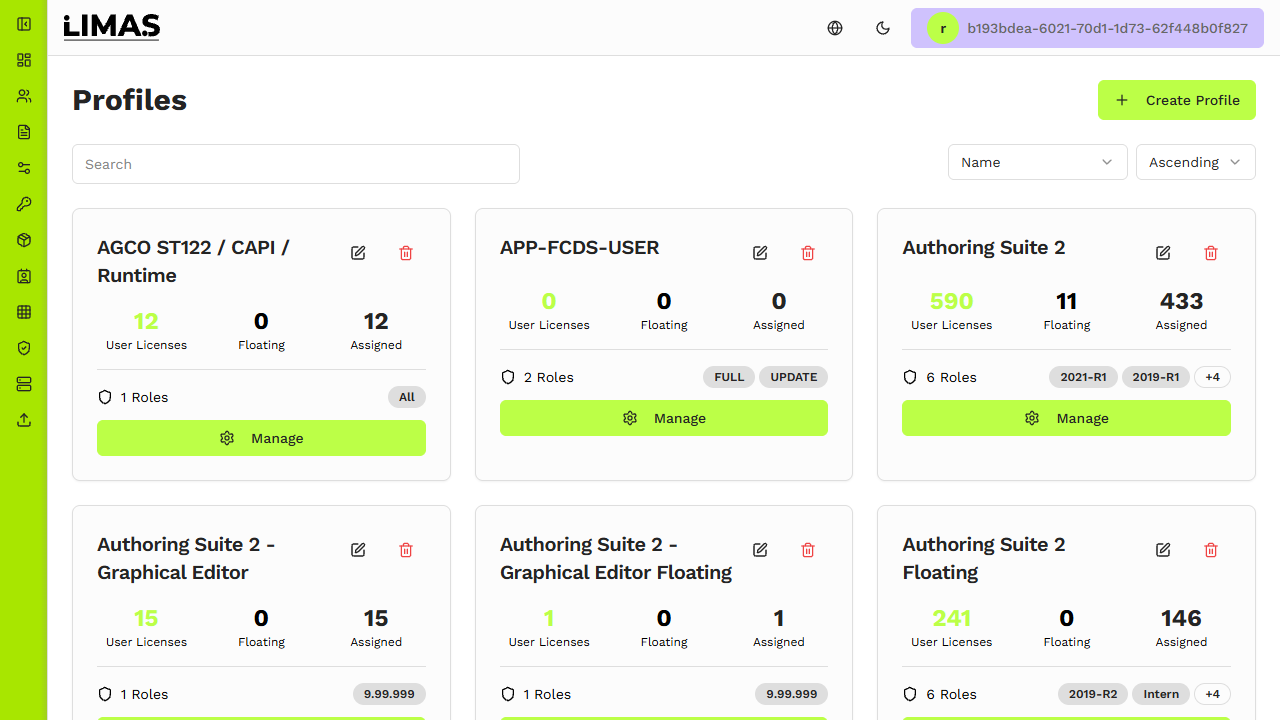 LIMAS
r
b193bdea-6021-70d1-1d73-62f448b0f827
Profiles
Create Profile
Search
Name
Ascending
AGCO ST122 / CAPI /
Runtime
12
0
12
User Licenses
Floating
Assigned
1 Roles
All
Manage
APP-FCDS-USER
0
0
0
User Licenses
Floating
Assigned
2 Roles
FULL
UPDATE
Manage
Authoring Suite 2
590
11
433
User Licenses
Floating
Assigned
6 Roles
2021-R1
2019-R1
+4
Manage
Authoring Suite 2 -
Graphical Editor
15
0
15
User Licenses
Floating
Assigned
1 Roles
9.99.999
Authoring Suite 2 -
Graphical Editor Floating
1
0
1
User Licenses
Floating
Assigned
1 Roles
9.99.999
Authoring Suite 2
Floating
241
0
146
User Licenses
Floating
Assigned
6 Roles
2019-R2
Intern
+4